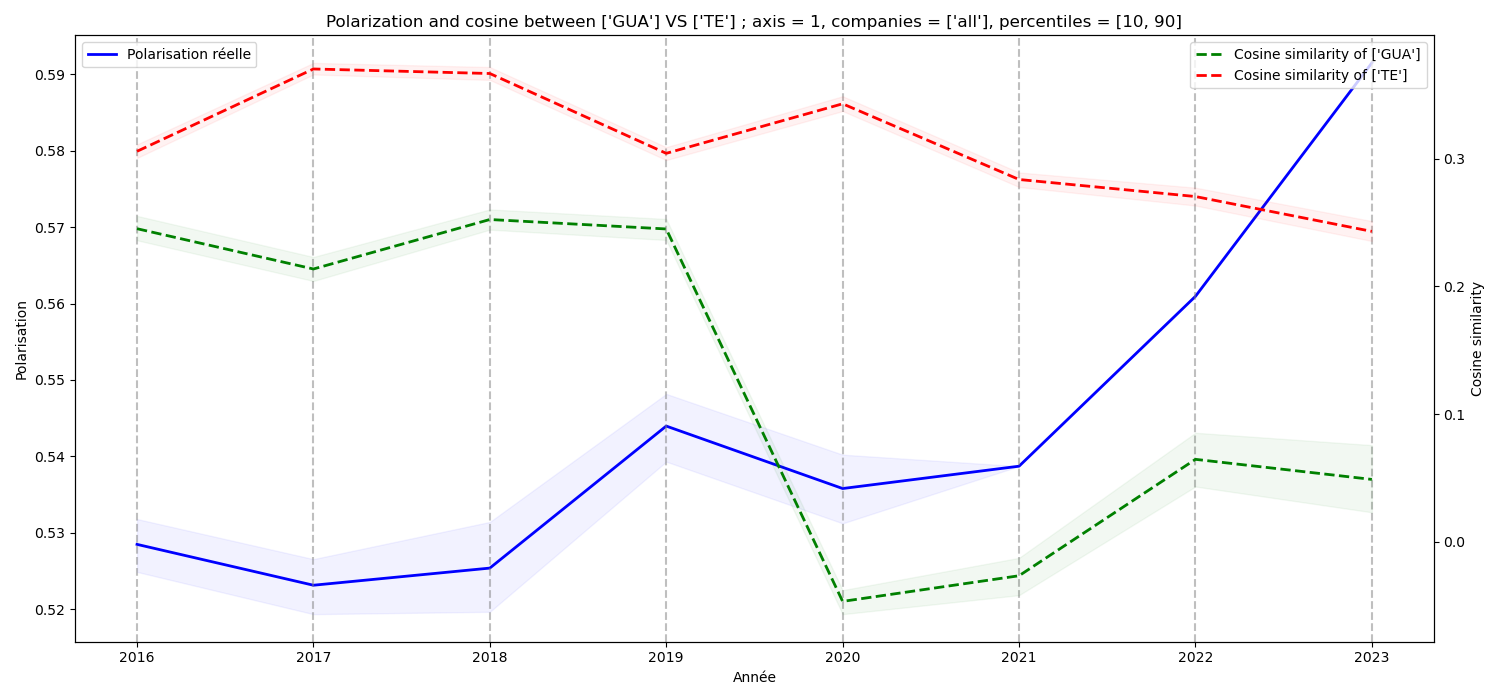 Polarization and cosine between ['GUA'] VS ['TE'] ; axis = 1, companies = ['all'], percentiles = [10, 90]
Polarisation réelle
Cosine similarity of ['GUA']
Cosine similarity of ['TE']
0.59
0.58
0.57
0.56
0.55
0.54
0.53
0.52
Polarisation
0.3
0.2
0.1
0.0
Cosine similarity
2016 2017 2018 2019 2020 2021 2022 2023
Année